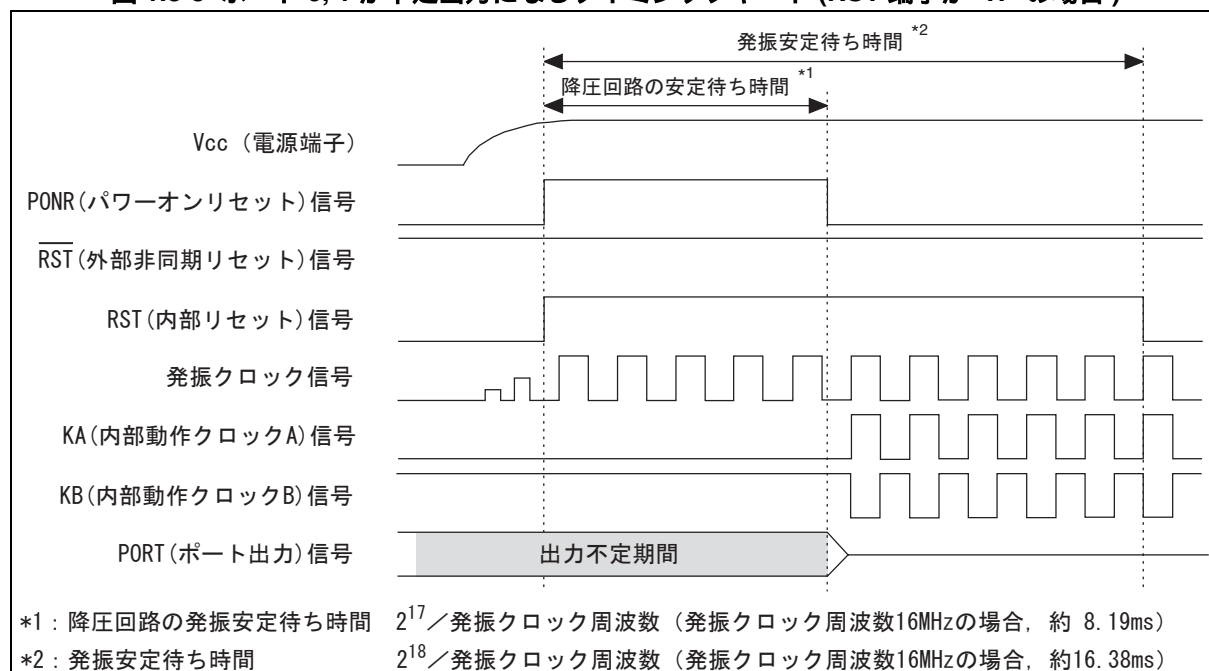 発振安定待ち時間 *2
降圧回路の安定待ち時間 *1
Vcc (電源端子)
PONR(パワーオンリセット)信号
RST(外部非同期リセット)信号
RST(内部リセット)信号
発振クロック信号
KA(内部動作クロックA)信号
KB(内部動作クロックB)信号
PORT(ポート出力)信号
出力不定期間
*1：降圧回路の発振安定待ち時間 2^17／発振クロック周波数（発振クロック周波数16MHzの場合, 約 8.19ms）
*2：発振安定待ち時間 2^18／発振クロック周波数（発振クロック周波数16MHzの場合, 約16.38ms）